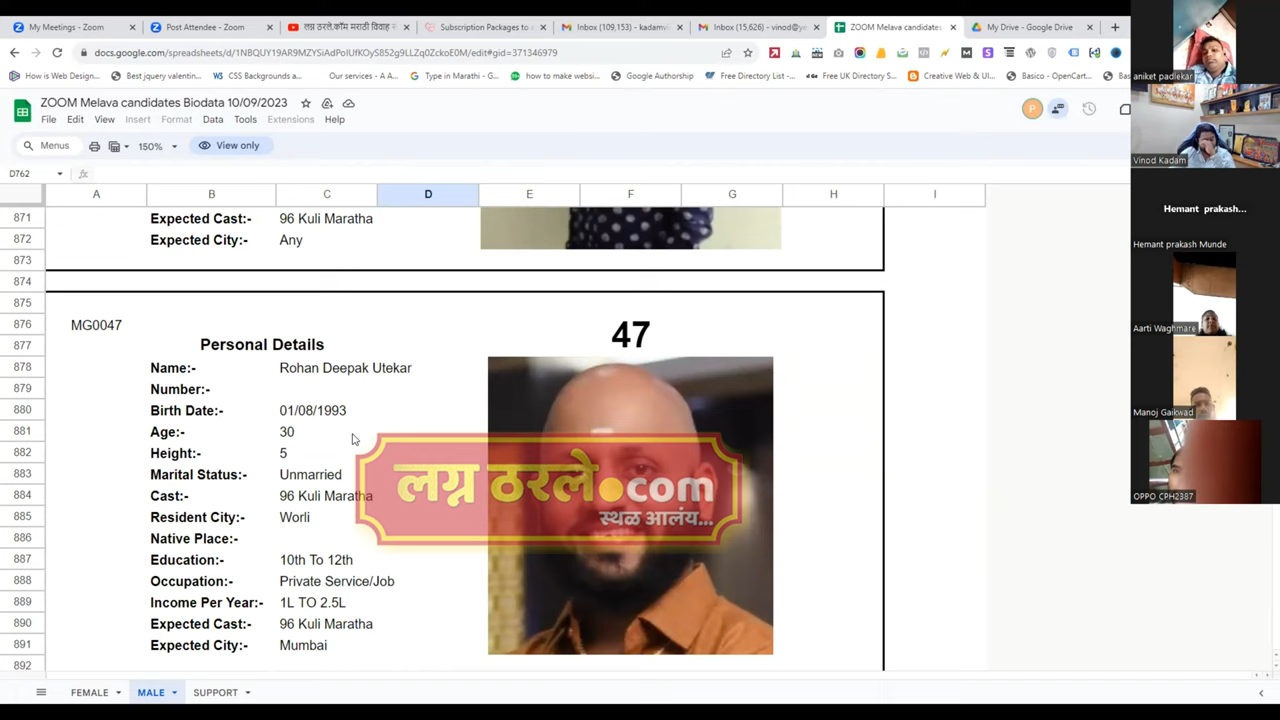 My Meetings - Zoom
Post Attendee - Zoom
लग्न ठरले.कॉम मराठी विवाह
Subscription Packages to
Inbox (109,153) - kadamvi
Inbox (15,626) - vinod@ye
ZOOM Melava candidates
My Drive - Google Drive
docs.google.com/spreadsheets/d/1NBQUY19AR9MZYSiAdPolUfKOyS852g9LLZq0ZckoE0M/edit#gid=371346979
How is Web Design...
Best jquery valentin...
CSS Backgrounds a...
Our services - A A...
Type in Marathi - G...
how to make websi...
Google Authorship
Free Directory List -...
Free UK Directory S...
Creative Web & UI...
Basico - OpenCart...
ZOOM Melava candidates Biodata 10/09/2023
File Edit View Insert Format Data Tools Extensions Help
Menus
150%
View only
D762
fx
A B C D E F G H I
871 Expected Cast:- 96 Kuli Maratha
872 Expected City:- Any
873
874
875
876 MG0047
47
877 Personal Details
878 Name:- Rohan Deepak Utekar
879 Number:-
880 Birth Date:- 01/08/1993
881 Age:- 30
882 Height:- 5
883 Marital Status:- Unmarried
884 Cast:- 96 Kuli Maratha
885 Resident City:- Worli
886 Native Place:-
887 Education:- 10th To 12th
888 Occupation:- Private Service/Job
889 Income Per Year:- 1L TO 2.5L
890 Expected Cast:- 96 Kuli Maratha
891 Expected City:- Mumbai
892
लग्न ठरले.com
स्थळ आलंय...
FEMALE
MALE
SUPPORT
P
aniket padlekar
Vinod Kadam
Hemant prakash...
Hemant prakash Munde
Aarti Waghmare
Manoj Gaikwad
OPPO CPH2387